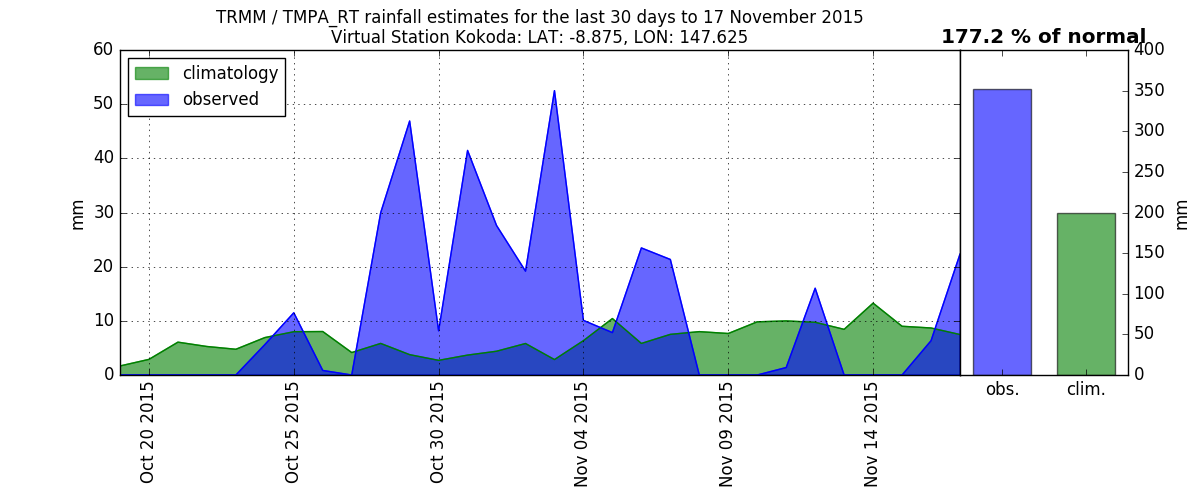 TRMM / TMPA_RT rainfall estimates for the last 30 days to 17 November 2015
Virtual Station Kokoda: LAT: -8.875, LON: 147.625
177.2 % of normal
climatology
observed
60
50
40
30
20
10
0
mm
400
350
300
250
200
150
100
50
0
mm
Oct 20 2015
Oct 25 2015
Oct 30 2015
Nov 04 2015
Nov 09 2015
Nov 14 2015
obs.
clim.